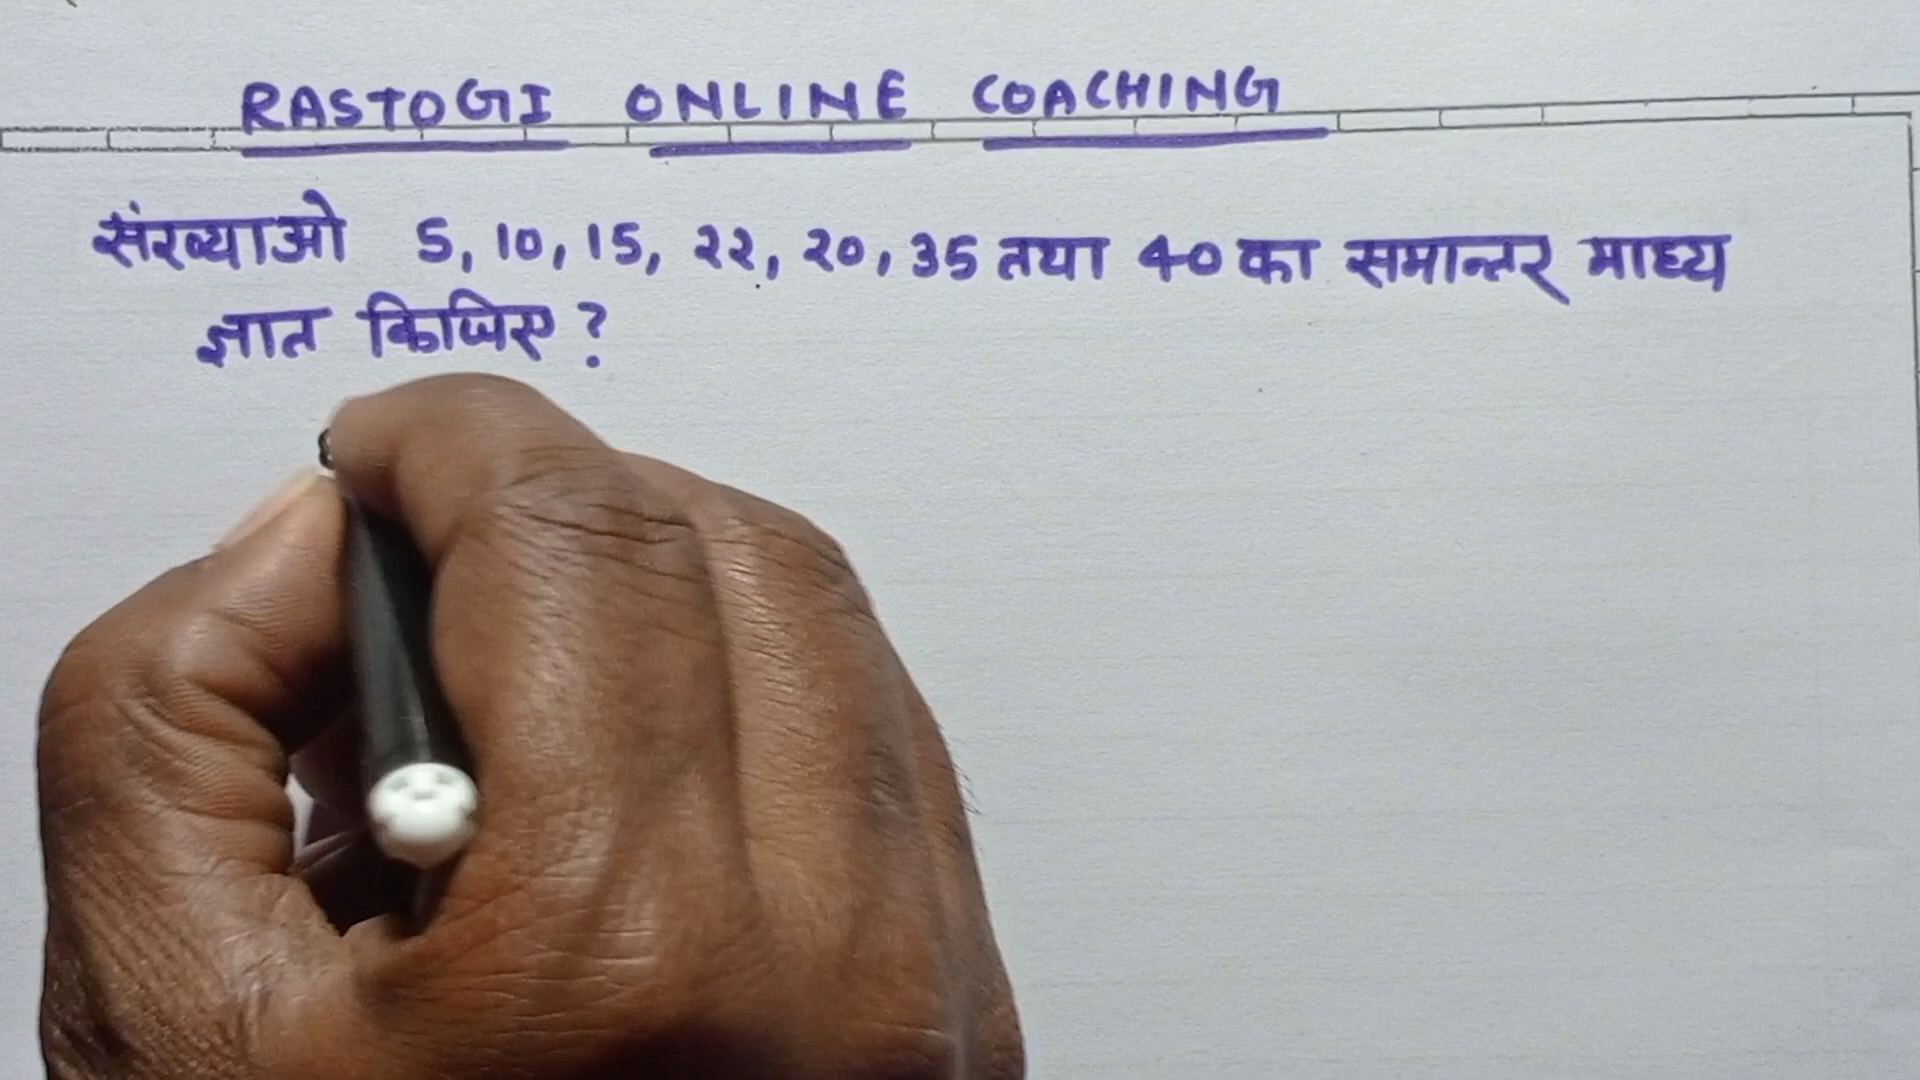 RASTOGI ONLINE COACHING
संख्याओ 5, 10, 15, 22, 20, 35 तथा 40 का समान्तर माध्य
ज्ञात किजिए ?